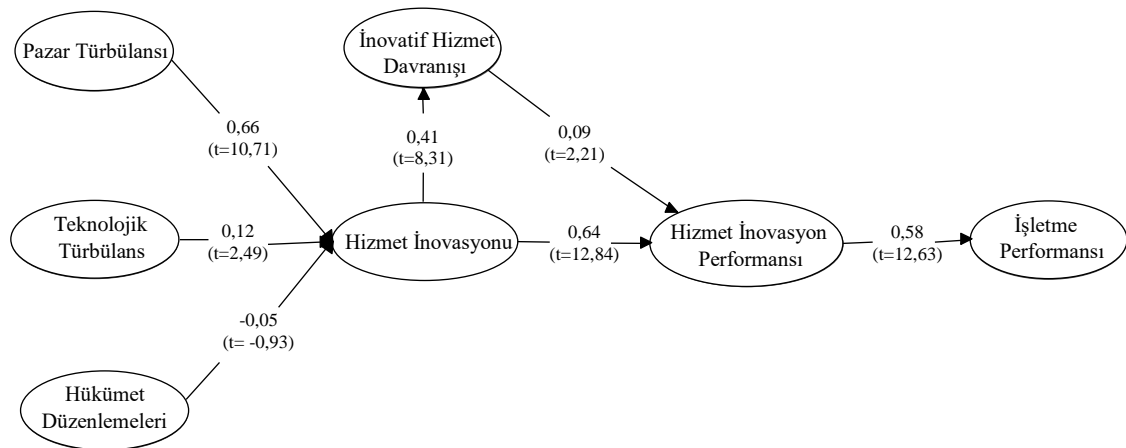 Pazar Türbülansı
İnovatif Hizmet
Davranışı
0,66
(t=10,71)
0,41
(t=8,31)
0,09
(t=2,21)
Teknolojik
Türbülans
0,12
(t=2,49)
Hizmet İnovasyonu
0,64
(t=12,84)
Hizmet İnovasyon
Performansı
0,58
(t=12,63)
İşletme
Performansı
-0,05
(t= -0,93)
Hükümet
Düzenlemeleri